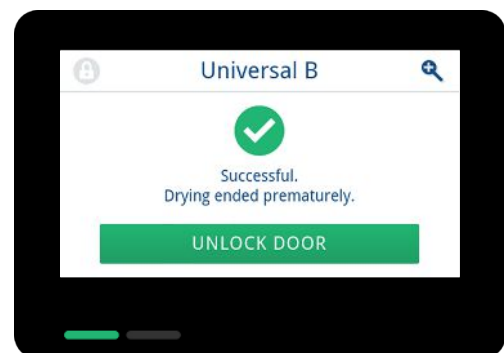 Universal B
Successful.
Drying ended prematurely.
UNLOCK DOOR